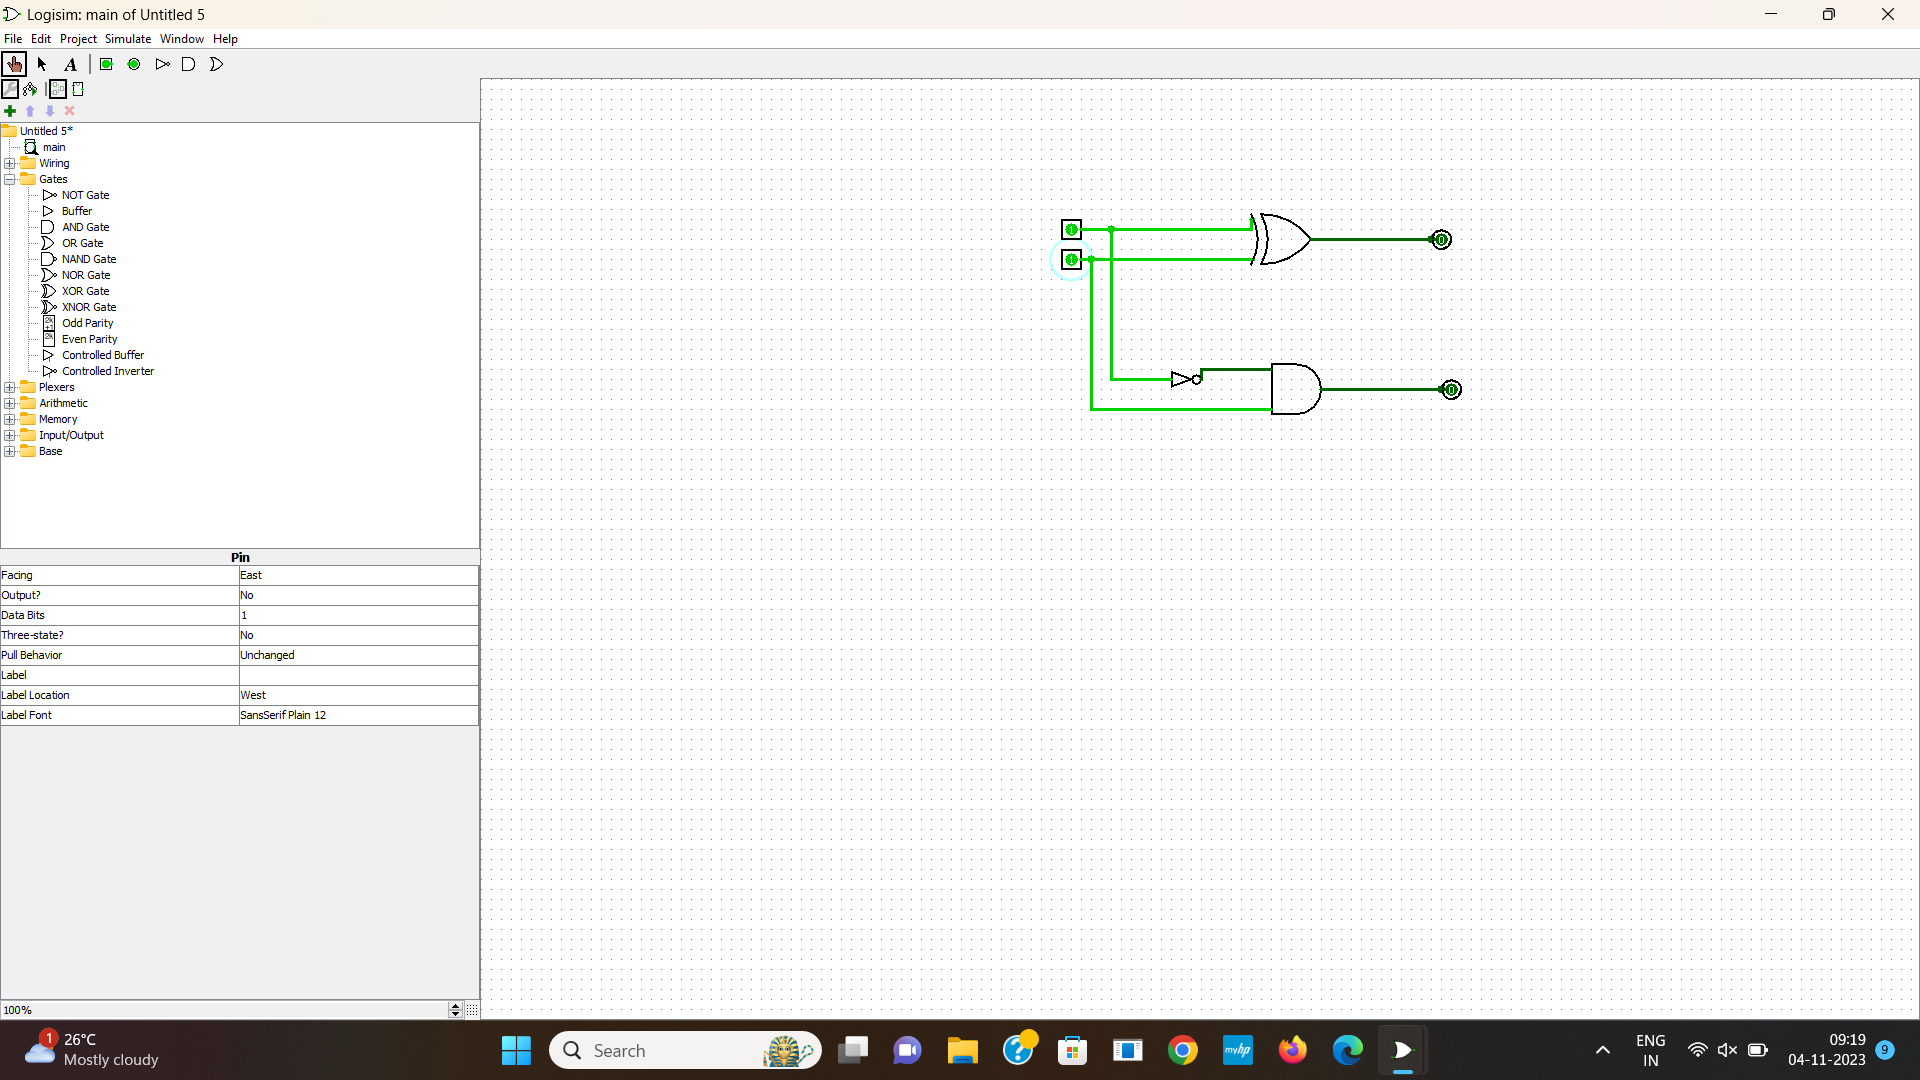 Logisim: main of Untitled 5
File Edit Project Simulate Window Help
A
Untitled 5*
main
Wiring
Gates
NOT Gate
Buffer
AND Gate
OR Gate
NAND Gate
NOR Gate
XOR Gate
XNOR Gate
2k+1 Odd Parity
2k Even Parity
Controlled Buffer
Controlled Inverter
Plexers
Arithmetic
Memory
Input/Output
Base
1
0
1
0
Pin
Facing East
Output? No
Data Bits 1
Three-state? No
Pull Behavior Unchanged
Label
Label Location West
Label Font SansSerif Plain 12
100%
1
26°C
Mostly cloudy
Search
myhp
ENG
IN
09:19
04-11-2023
9